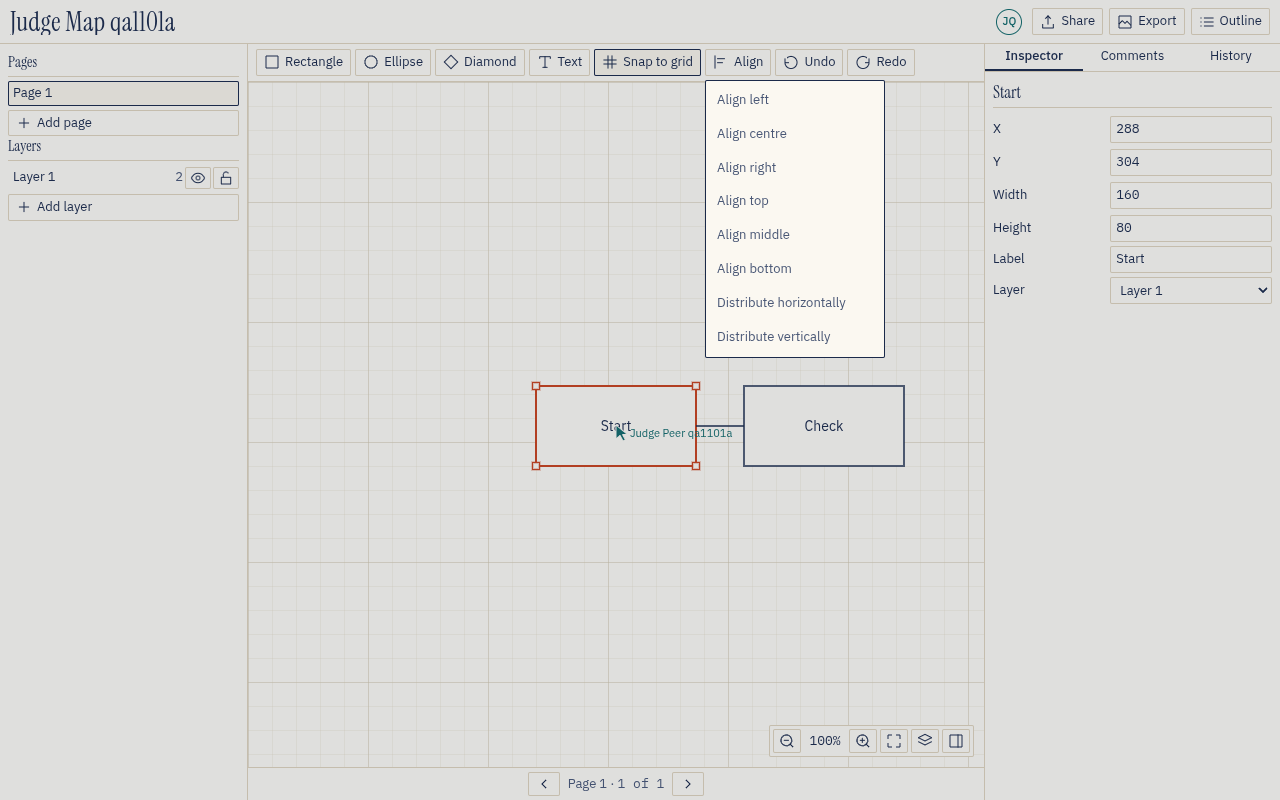 Judge Map qa1101a
JQ
Share
Export
Outline
Pages
Page 1
Add page
Layers
Layer 1
2
Add layer
Rectangle
Ellipse
Diamond
Text
Snap to grid
Align
Undo
Redo
Align left
Align centre
Align right
Align top
Align middle
Align bottom
Distribute horizontally
Distribute vertically
Start
Judge Peer qa1101a
Check
100%
Page 1 · 1 of 1
Inspector
Comments
History
Start
X
288
Y
304
Width
160
Height
80
Label
Start
Layer
Layer 1